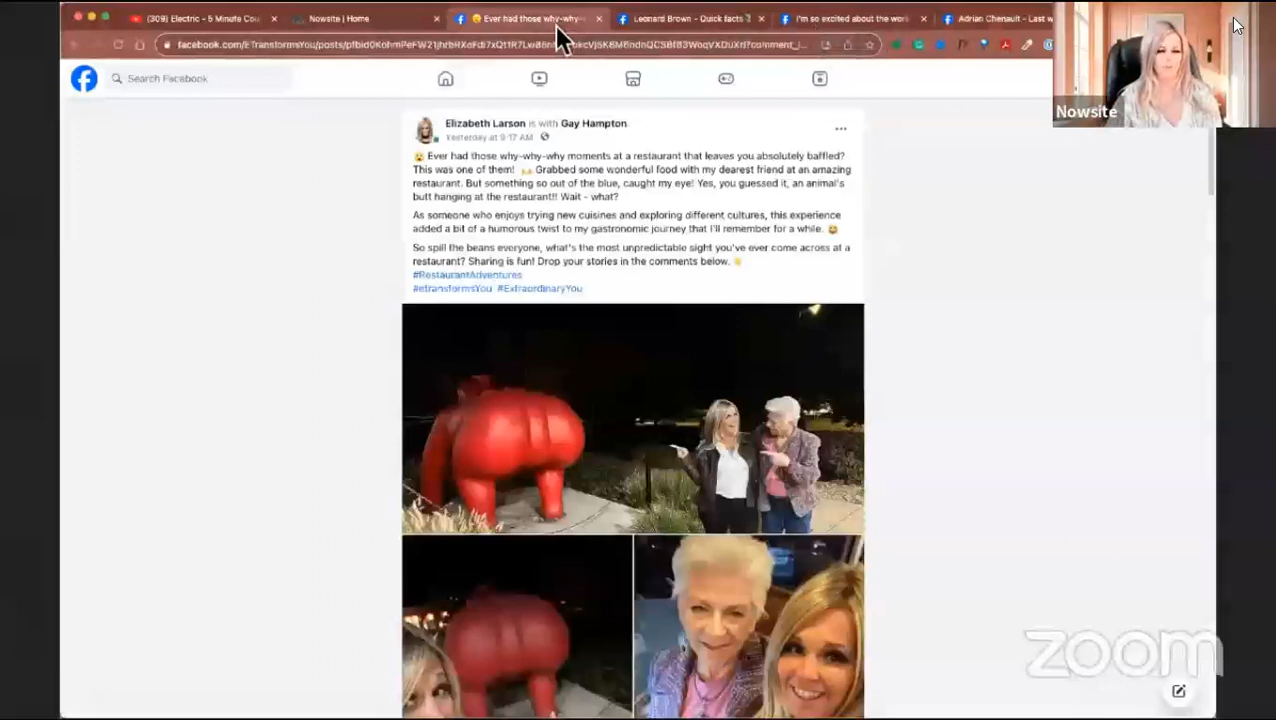 (309) Electric - 5 Minute Cou
Nowsite | Home
Ever had those why-why-
Leonard Brown - Quick facts
I'm so excited about the work
Adrian Chenault - Last w
Search Facebook
Nowsite
Elizabeth Larson is with Gay Hampton
Yesterday at 9:17 AM
😮 Ever had those why-why-why moments at a restaurant that leaves you absolutely baffled?
This was one of them! 🙌 Grabbed some wonderful food with my dearest friend at an amazing
restaurant. But something so out of the blue, caught my eye! Yes, you guessed it, an animal's
butt hanging at the restaurant!! Wait - what?
As someone who enjoys trying new cuisines and exploring different cultures, this experience
added a bit of a humorous twist to my gastronomic journey that I'll remember for a while. 😄
So spill the beans everyone, what's the most unpredictable sight you've ever come across at a
restaurant? Sharing is fun! Drop your stories in the comments below. 🌟
#RestaurantAdventures
#etransformsYou #ExtraordinaryYou
zoom